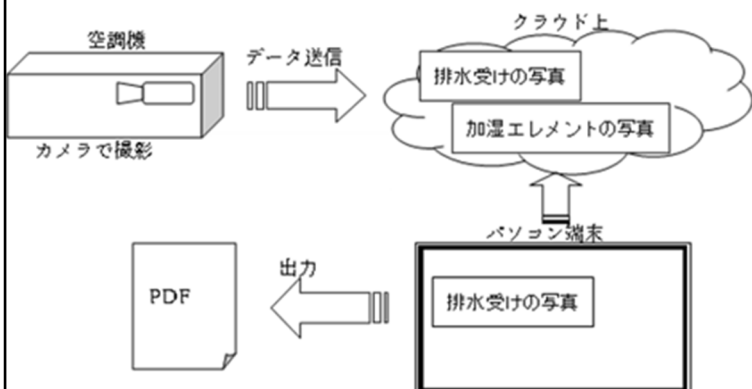 空調機
カメラで撮影
データ送信
クラウド上
排水受けの写真
加湿エレメントの写真
パソコン端末
排水受けの写真
出力
PDF